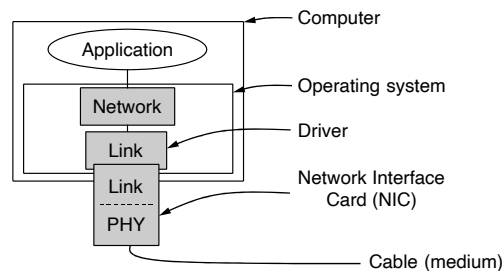 Computer
Application
Operating system
Network
Driver
Link
Link
Network Interface
Card (NIC)
PHY
Cable (medium)